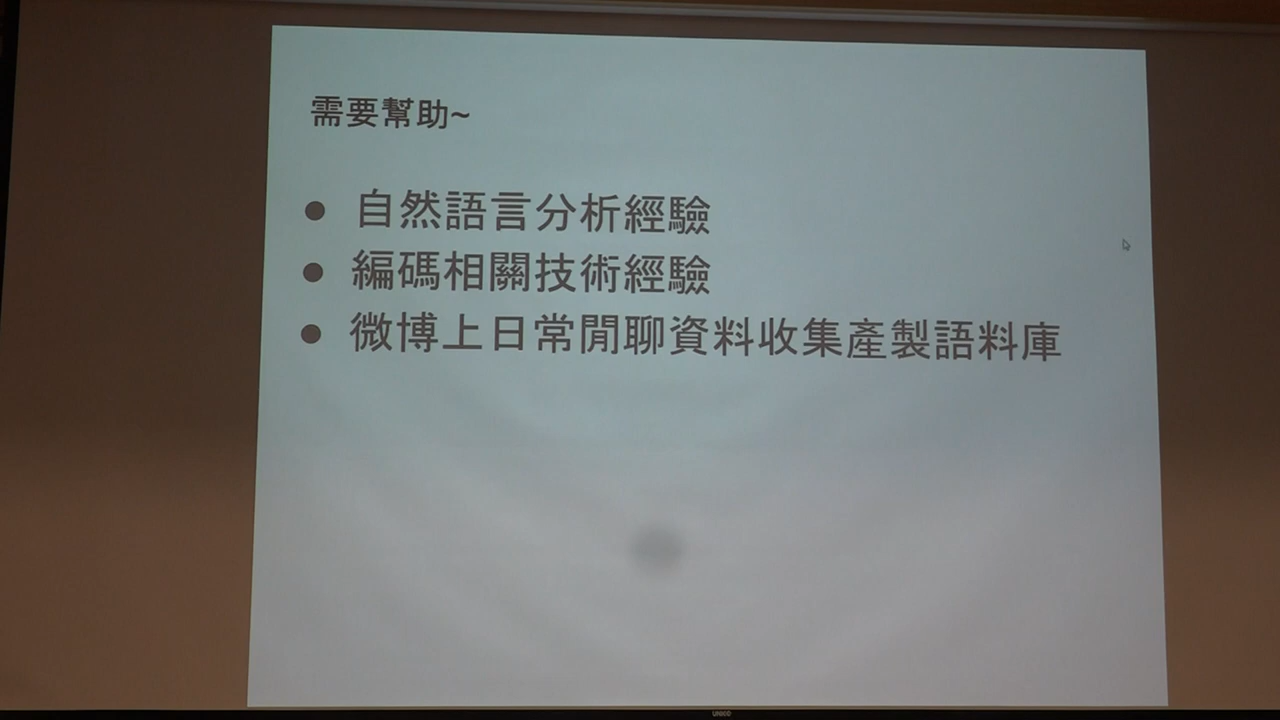 需要幫助~
● 自然語言分析經驗
● 編碼相關技術經驗
● 微博上日常閒聊資料收集產製語料庫